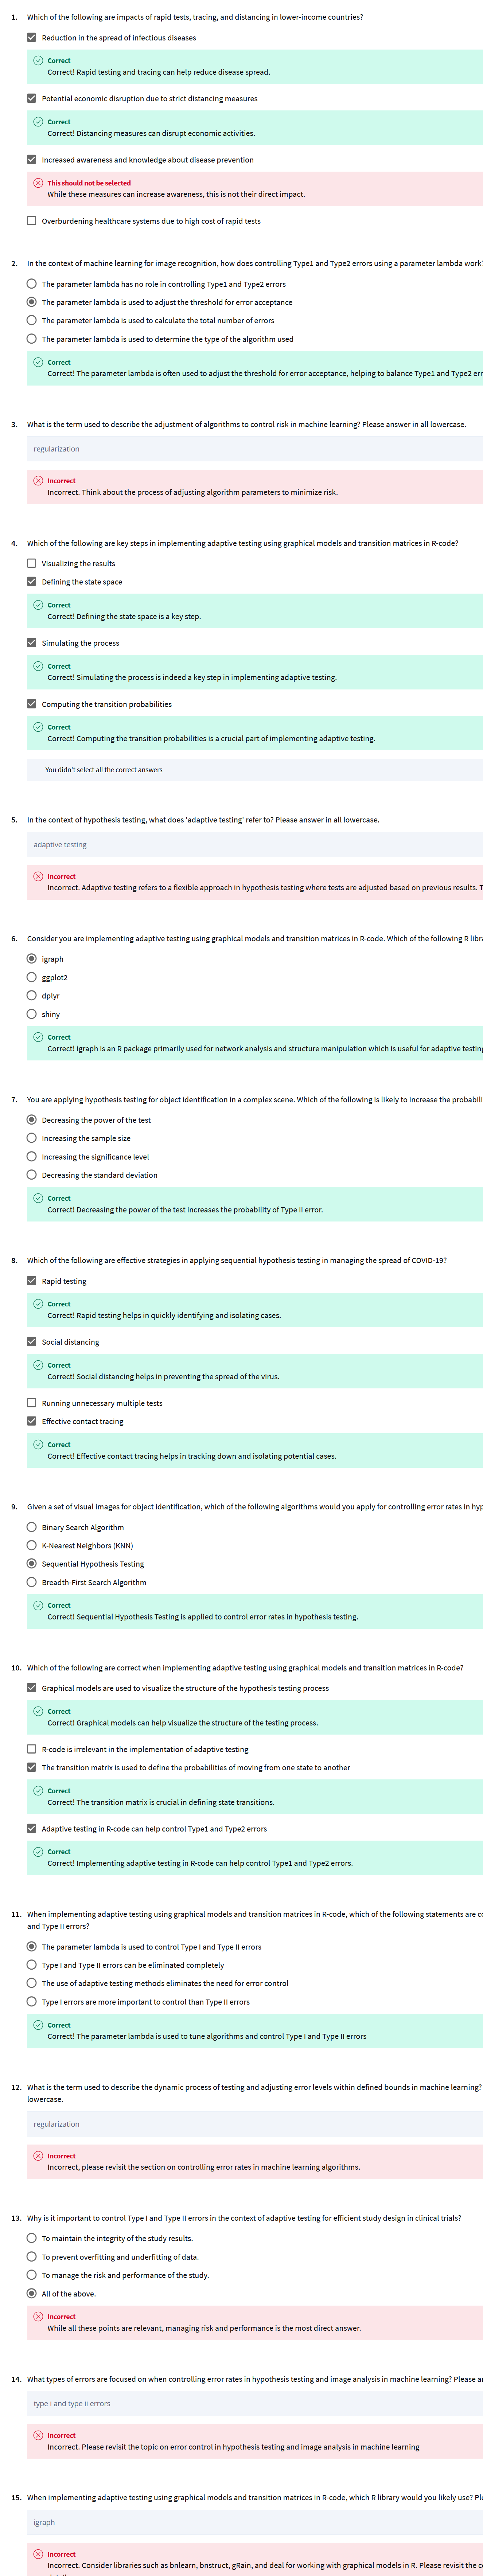 1. Which of the following are impacts of rapid tests, tracing, and distancing in lower-income countries?
Reduction in the spread of infectious diseases
Correct
Correct! Rapid testing and tracing can help reduce disease spread.
Potential economic disruption due to strict distancing measures
Correct
Correct! Distancing measures can disrupt economic activities.
Increased awareness and knowledge about disease prevention
This should not be selected
While these measures can increase awareness, this is not their direct impact.
Overburdening healthcare systems due to high cost of rapid tests
2. In the context of machine learning for image recognition, how does controlling Type1 and Type2 errors using a parameter lambda work?
The parameter lambda has no role in controlling Type1 and Type2 errors
The parameter lambda is used to adjust the threshold for error acceptance
The parameter lambda is used to calculate the total number of errors
The parameter lambda is used to determine the type of the algorithm used
Correct
Correct! The parameter lambda is often used to adjust the threshold for error acceptance, helping to balance Type1 and Type2 err
3. What is the term used to describe the adjustment of algorithms to control risk in machine learning? Please answer in all lowercase.
regularization
Incorrect
Incorrect. Think about the process of adjusting algorithm parameters to minimize risk.
4. Which of the following are key steps in implementing adaptive testing using graphical models and transition matrices in R-code?
Visualizing the results
Defining the state space
Correct
Correct! Defining the state space is a key step.
Simulating the process
Correct
Correct! Simulating the process is indeed a key step in implementing adaptive testing.
Computing the transition probabilities
Correct
Correct! Computing the transition probabilities is a crucial part of implementing adaptive testing.
You didn't select all the correct answers
5. In the context of hypothesis testing, what does 'adaptive testing' refer to? Please answer in all lowercase.
adaptive testing
Incorrect
Incorrect. Adaptive testing refers to a flexible approach in hypothesis testing where tests are adjusted based on previous results. T
6. Consider you are implementing adaptive testing using graphical models and transition matrices in R-code. Which of the following R libra
igraph
ggplot2
dplyr
shiny
Correct
Correct! igraph is an R package primarily used for network analysis and structure manipulation which is useful for adaptive testing
7. You are applying hypothesis testing for object identification in a complex scene. Which of the following is likely to increase the probabili
Decreasing the power of the test
Increasing the sample size
Increasing the significance level
Decreasing the standard deviation
Correct
Correct! Decreasing the power of the test increases the probability of Type II error.
8. Which of the following are effective strategies in applying sequential hypothesis testing in managing the spread of COVID-19?
Rapid testing
Correct
Correct! Rapid testing helps in quickly identifying and isolating cases.
Social distancing
Correct
Correct! Social distancing helps in preventing the spread of the virus.
Running unnecessary multiple tests
Effective contact tracing
Correct
Correct! Effective contact tracing helps in tracking down and isolating potential cases.
9. Given a set of visual images for object identification, which of the following algorithms would you apply for controlling error rates in hyp
Binary Search Algorithm
K-Nearest Neighbors (KNN)
Sequential Hypothesis Testing
Breadth-First Search Algorithm
Correct
Correct! Sequential Hypothesis Testing is applied to control error rates in hypothesis testing.
10. Which of the following are correct when implementing adaptive testing using graphical models and transition matrices in R-code?
Graphical models are used to visualize the structure of the hypothesis testing process
Correct
Correct! Graphical models can help visualize the structure of the testing process.
R-code is irrelevant in the implementation of adaptive testing
The transition matrix is used to define the probabilities of moving from one state to another
Correct
Correct! The transition matrix is crucial in defining state transitions.
Adaptive testing in R-code can help control Type1 and Type2 errors
Correct
Correct! Implementing adaptive testing in R-code can help control Type1 and Type2 errors.
11. When implementing adaptive testing using graphical models and transition matrices in R-code, which of the following statements are co
and Type II errors?
The parameter lambda is used to control Type I and Type II errors
Type I and Type II errors can be eliminated completely
The use of adaptive testing methods eliminates the need for error control
Type I errors are more important to control than Type II errors
Correct
Correct! The parameter lambda is used to tune algorithms and control Type I and Type II errors
12. What is the term used to describe the dynamic process of testing and adjusting error levels within defined bounds in machine learning?
lowercase.
regularization
Incorrect
Incorrect, please revisit the section on controlling error rates in machine learning algorithms.
13. Why is it important to control Type I and Type II errors in the context of adaptive testing for efficient study design in clinical trials?
To maintain the integrity of the study results.
To prevent overfitting and underfitting of data.
To manage the risk and performance of the study.
All of the above.
Incorrect
While all these points are relevant, managing risk and performance is the most direct answer.
14. What types of errors are focused on when controlling error rates in hypothesis testing and image analysis in machine learning? Please an
type i and type ii errors
Incorrect
Incorrect. Please revisit the topic on error control in hypothesis testing and image analysis in machine learning
15. When implementing adaptive testing using graphical models and transition matrices in R-code, which R library would you likely use? Ple
igraph
Incorrect
Incorrect. Consider libraries such as bnlearn, bnstruct, gRain, and deal for working with graphical models in R. Please revisit the co